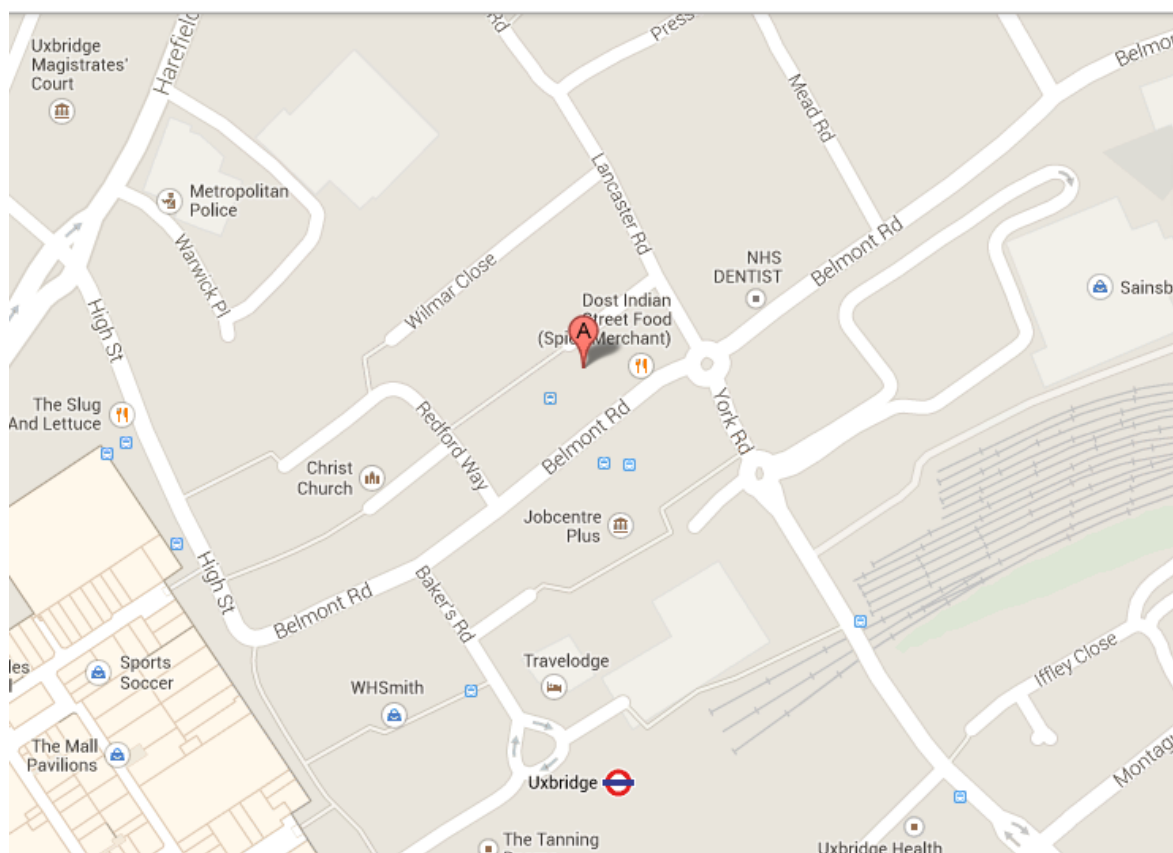 Rd
Press
Belmo
Uxbridge
Magistrates'
Court
Harefield
Mead Rd
Lancaster Rd
Metropolitan
Police
Warwick Pl
Belmont Rd
NHS
DENTIST
Wilmar Close
Sainsb
Dost Indian
Street Food
(Spice Merchant)
A
High St
The Slug
And Lettuce
Redford Way
Belmont Rd
York Rd
Christ
Church
Jobcentre
Plus
High St
Belmont Rd
Baker's Rd
les
Sports
Soccer
Travelodge
Iffley Close
WHSmith
The Mall
Pavilions
Uxbridge
Montagu
The Tanning
Uxbridge Health